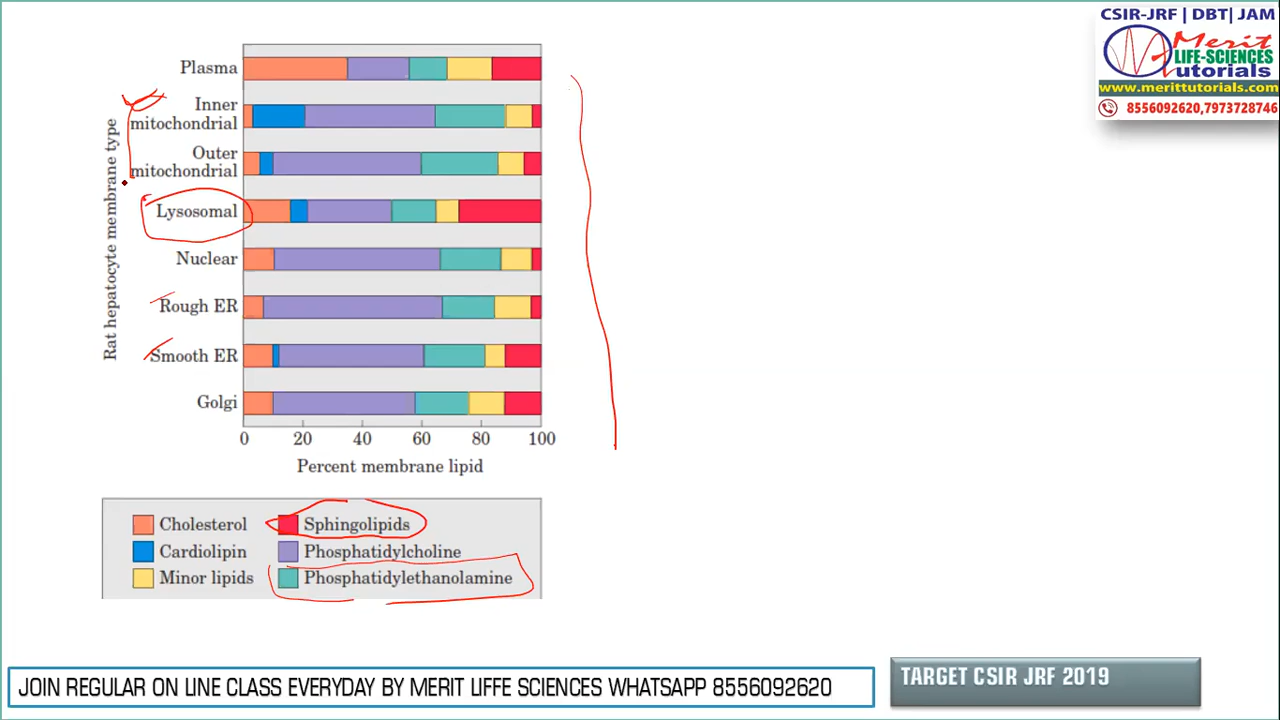 CSIR-JRF | DBT| JAM
Merit
LIFE-SCIENCES
utorials
www.merittutorials.com
8556092620,7973728746
Rat hepatocyte membrane type
Plasma
Inner
mitochondrial
Outer
mitochondrial
Lysosomal
Nuclear
Rough ER
Smooth ER
Golgi
0 20 40 60 80 100
Percent membrane lipid
Cholesterol Sphingolipids
Cardiolipin Phosphatidylcholine
Minor lipids Phosphatidylethanolamine
JOIN REGULAR ON LINE CLASS EVERYDAY BY MERIT LIFFE SCIENCES WHATSAPP 8556092620
TARGET CSIR JRF 2019